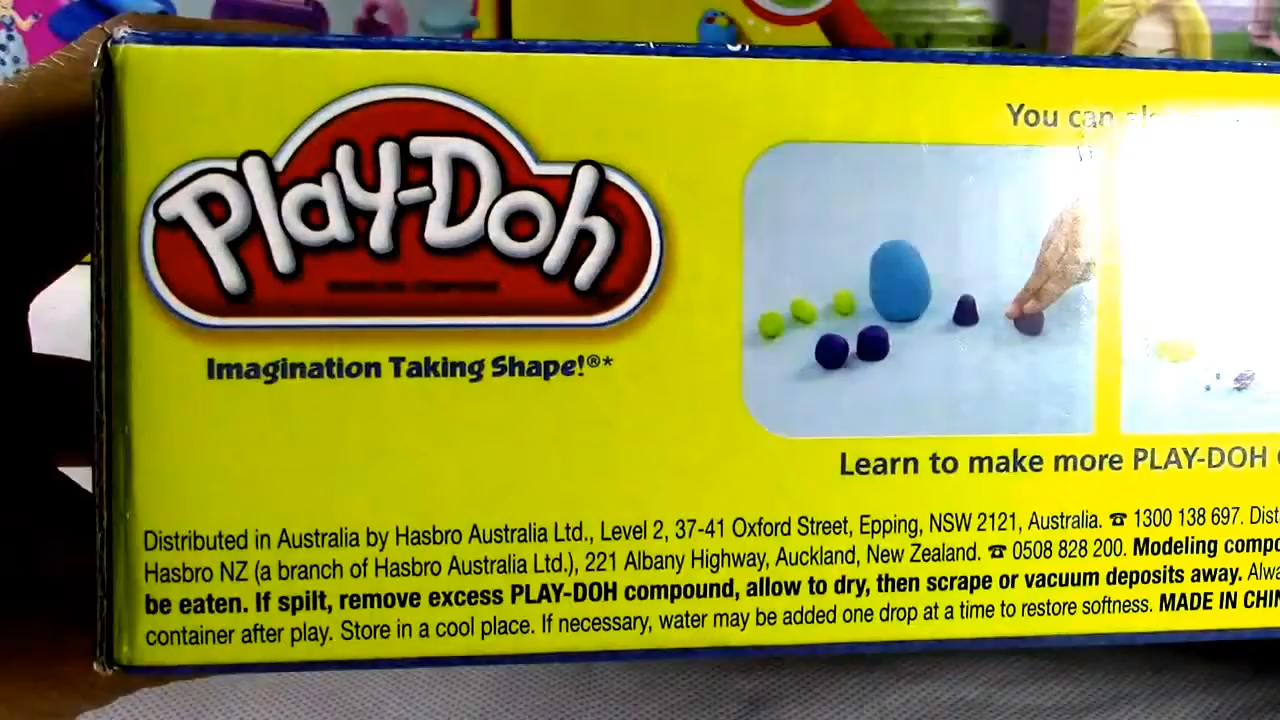 Play-Doh
Imagination Taking Shape!®*
You can
Learn to make more PLAY-DOH
Distributed in Australia by Hasbro Australia Ltd., Level 2, 37-41 Oxford Street, Epping, NSW 2121, Australia. ☎ 1300 138 697.
Hasbro NZ (a branch of Hasbro Australia Ltd.), 221 Albany Highway, Auckland, New Zealand. ☎ 0508 828 200. Modeling
be eaten. If spilt, remove excess PLAY-DOH compound, allow to dry, then scrape or vacuum deposits away.
container after play. Store in a cool place. If necessary, water may be added one drop at a time to restore softness. MADE IN